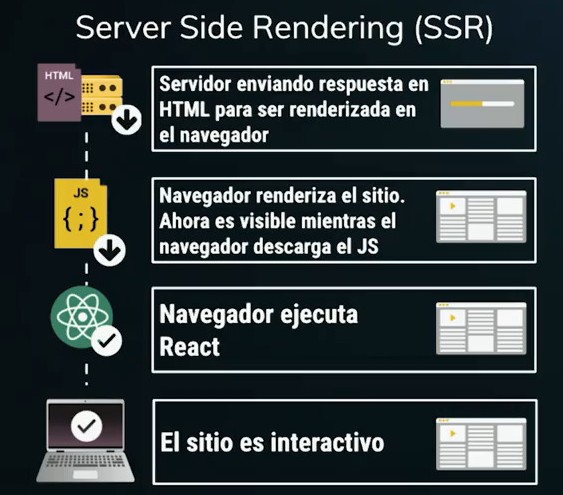 Server Side Rendering (SSR)
HTML
</>
Servidor enviando respuesta en
HTML para ser renderizada en
el navegador
JS
{;}
Navegador renderiza el sitio.
Ahora es visible mientras el
navegador descarga el JS
Navegador ejecuta
React
El sitio es interactivo